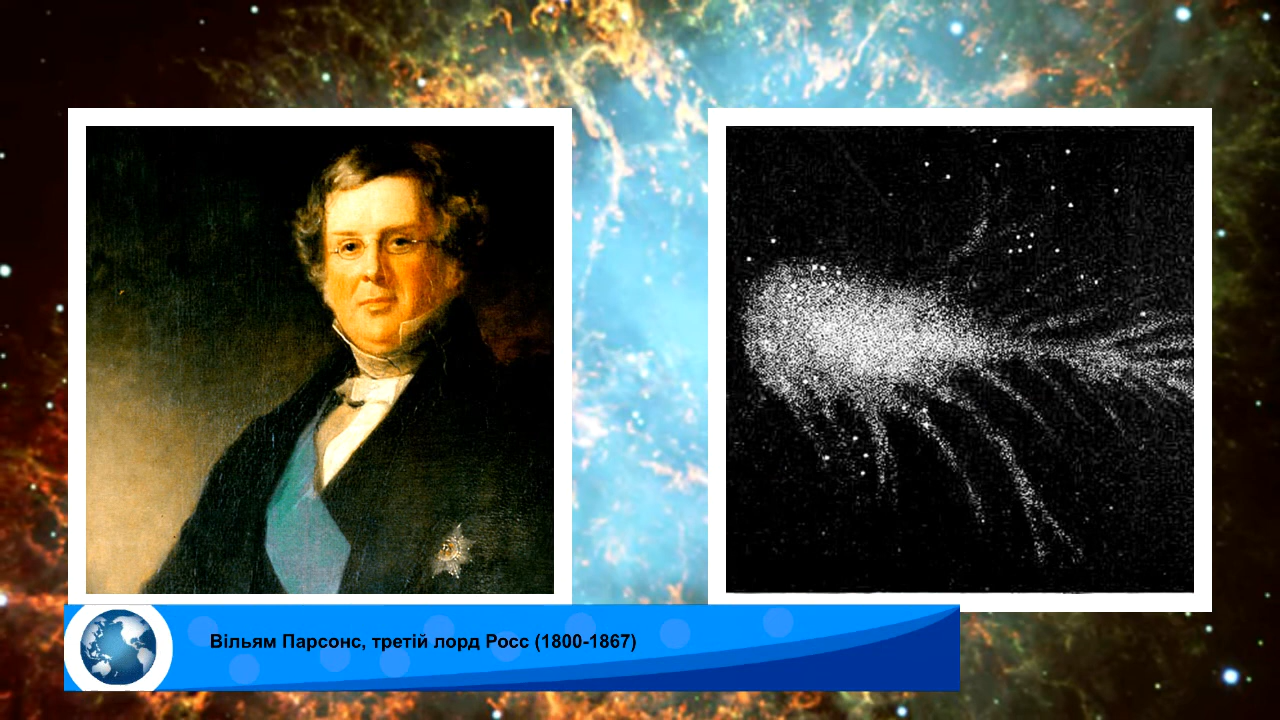 Вільям Парсонс, третій лорд Росс (1800-1867)